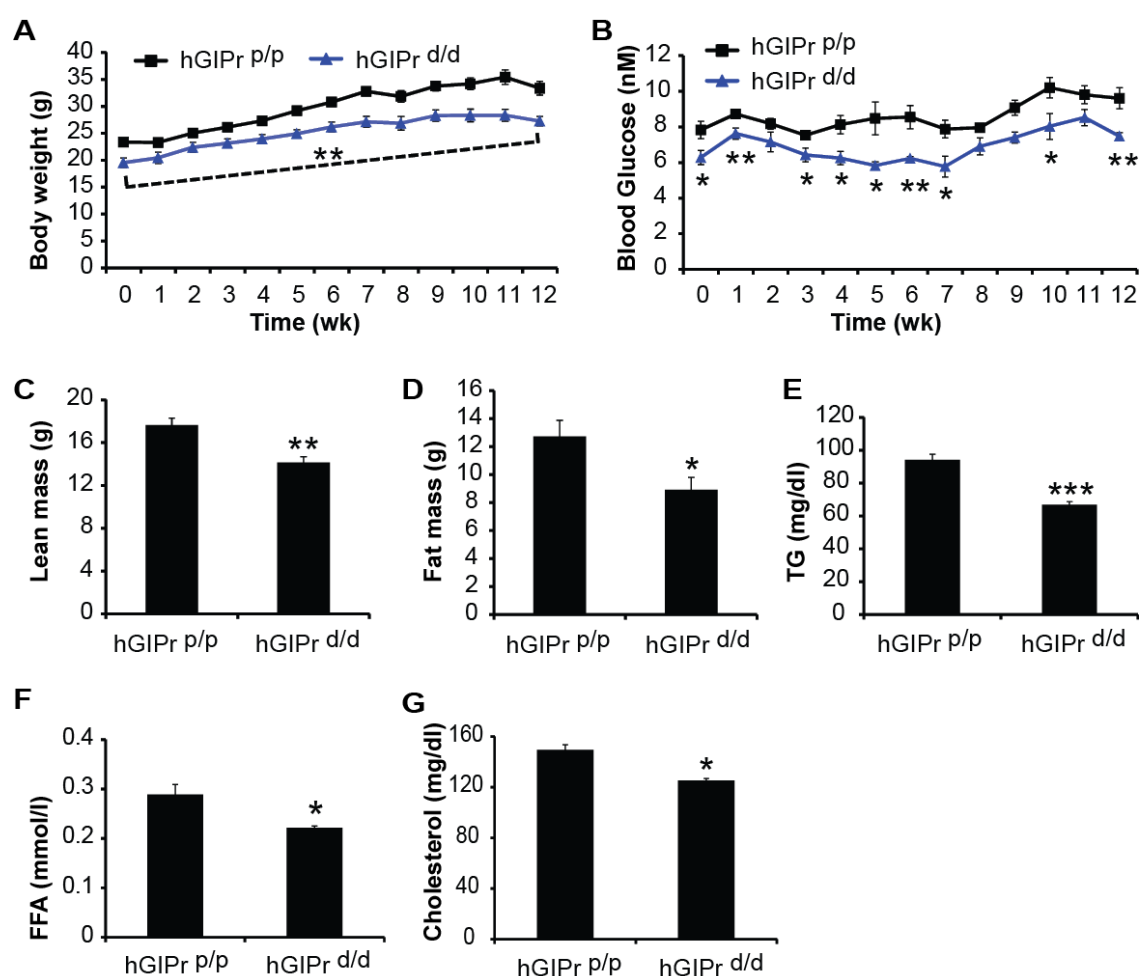 A
hGIPr p/p
hGIPr d/d
Body weight (g)
40
35
30
25
20
15
10
5
0
**
0 1 2 3 4 5 6 7 8 9 10 11 12
Time (wk)
B
hGIPr p/p
hGIPr d/d
Blood Glucose (nM)
12
10
8
6
4
2
0
* ** * * * ** * * **
0 1 2 3 4 5 6 7 8 9 10 11 12
Time (wk)
C
Lean mass (g)
20
16
12
8
4
0
**
hGIPr p/p hGIPr d/d
D
Fat mass (g)
16
14
12
10
8
6
4
2
0
*
hGIPr p/p hGIPr d/d
E
TG (mg/dl)
120
100
80
60
40
20
0
***
hGIPr p/p hGIPr d/d
F
FFA (mmol/l)
0.4
0.3
0.2
0.1
0
*
hGIPr p/p hGIPr d/d
G
Cholesterol (mg/dl)
160
120
80
40
0
*
hGIPr p/p hGIPr d/d